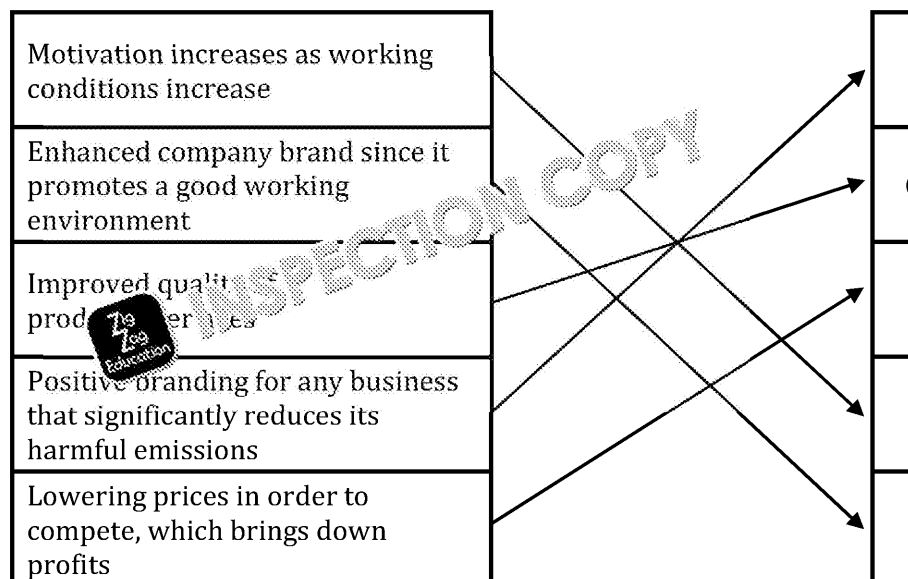 Motivation increases as working
conditions increase
Enhanced company brand since it
promotes a good working
environment
Improved quality
Positive branding for any business
that significantly reduces its
harmful emissions
Lowering prices in order to
compete, which brings down
profits
INSPECTION COPY
Zig
Zag
Education